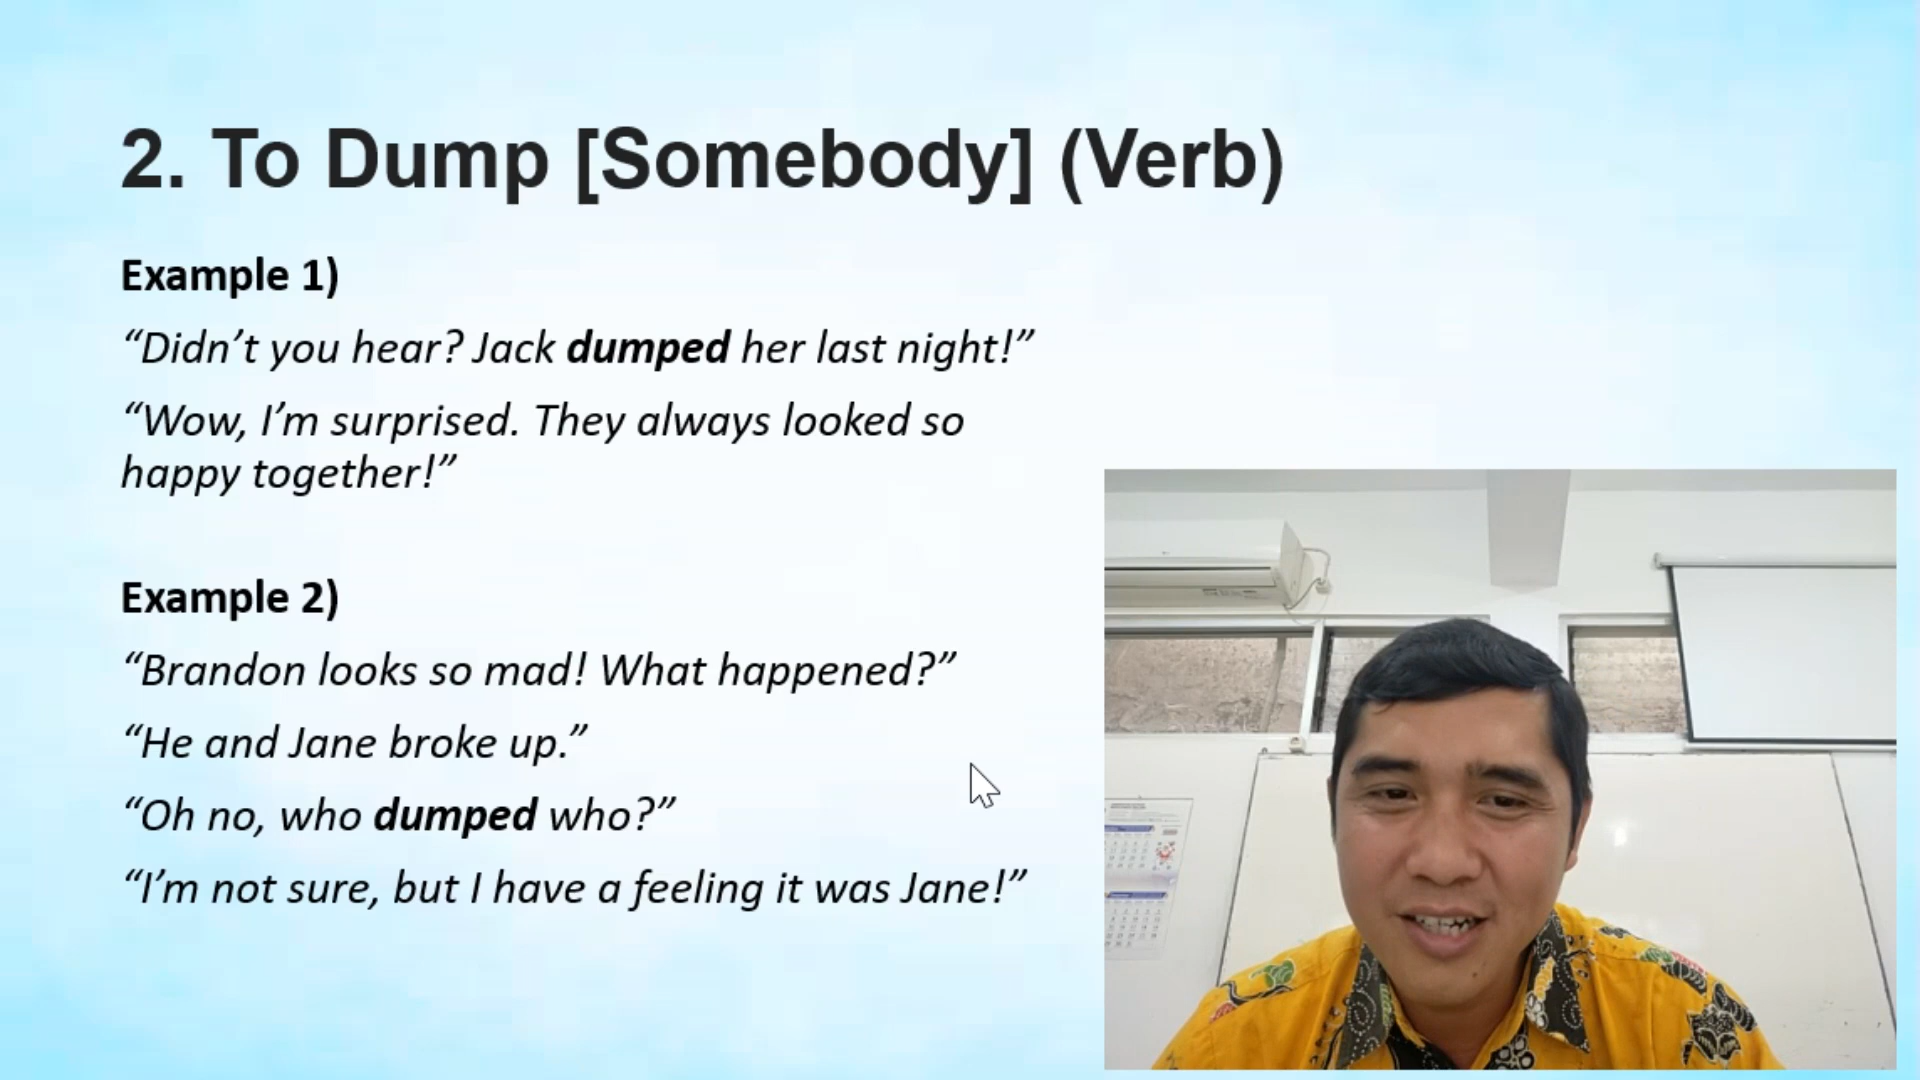 2. To Dump [Somebody] (Verb)
Example 1)
“Didn’t you hear? Jack dumped her last night!”
“Wow, I’m surprised. They always looked so
happy together!”
Example 2)
“Brandon looks so mad! What happened?”
“He and Jane broke up.”
“Oh no, who dumped who?”
“I’m not sure, but I have a feeling it was Jane!”